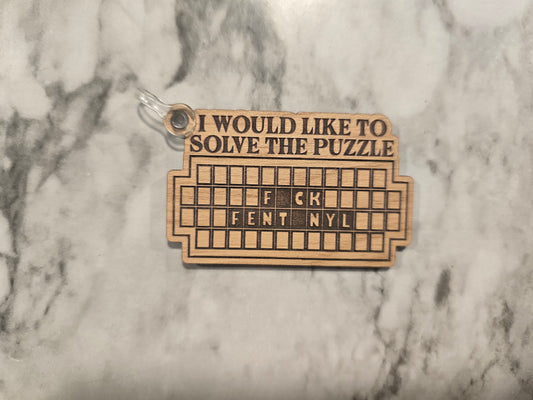 I WOULD LIKE TO
SOLVE THE PUZZLE
F CK
FENT NYL